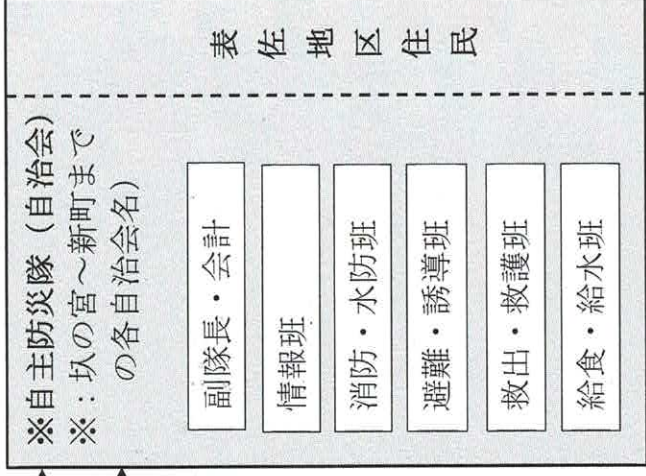 ※自主防災隊(自治会)
※:圦の宮~新町まで
の各自治会名)
副隊長・会計
情報班
消防・水防班
避難・誘導班
救出・救護班
給食・給水班
表佐地区住民